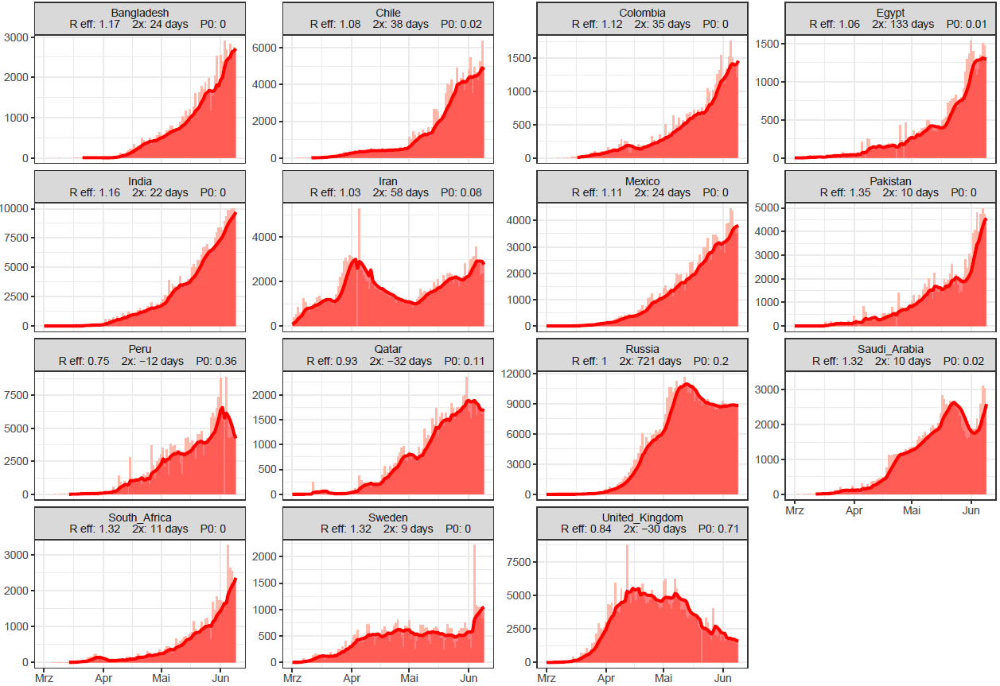 Bangladesh
R eff: 1.17 2x: 24 days P0: 0
3000
2000
1000
0
Chile
R eff: 1.08 2x: 38 days P0: 0.02
6000
4000
2000
0
Colombia
R eff: 1.12 2x: 35 days P0: 0
1500
1000
500
0
Egypt
R eff: 1.06 2x: 133 days P0: 0.01
1500
1000
500
0
India
R eff: 1.16 2x: 22 days P0: 0
10000
7500
5000
2500
0
Iran
R eff: 1.03 2x: 58 days P0: 0.08
4000
2000
0
Mexico
R eff: 1.11 2x: 24 days P0: 0
4000
3000
2000
1000
0
Pakistan
R eff: 1.35 2x: 10 days P0: 0
5000
4000
3000
2000
1000
0
Peru
R eff: 0.75 2x: −12 days P0: 0.36
7500
5000
2500
0
Qatar
R eff: 0.93 2x: −32 days P0: 0.11
2000
1500
1000
500
0
Russia
R eff: 1 2x: 721 days P0: 0.2
12000
9000
6000
3000
0
Saudi_Arabia
R eff: 1.32 2x: 10 days P0: 0.02
3000
2000
1000
0
Mrz Apr Mai Jun
South_Africa
R eff: 1.32 2x: 11 days P0: 0
3000
2000
1000
0
Mrz Apr Mai Jun
Sweden
R eff: 1.32 2x: 9 days P0: 0
2000
1500
1000
500
0
Mrz Apr Mai Jun
United_Kingdom
R eff: 0.84 2x: −30 days P0: 0.71
7500
5000
2500
0
Mrz Apr Mai Jun